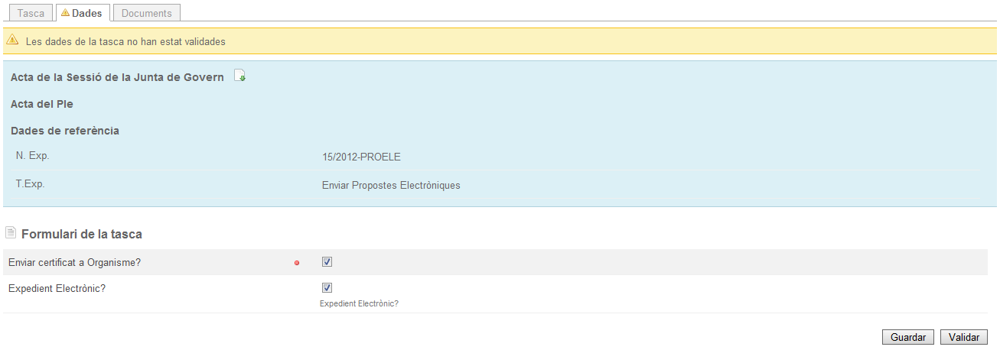 Tasca Dades Documents
Les dades de la tasca no han estat validades
Acta de la Sessió de la Junta de Govern
Acta del Ple
Dades de referència
N. Exp. 15/2012-PROELE
T.Exp. Enviar Propostes Electròniques
Formulari de la tasca
Enviar certificat a Organisme?
Expedient Electrònic?
Expedient Electrònic?
Guardar Validar